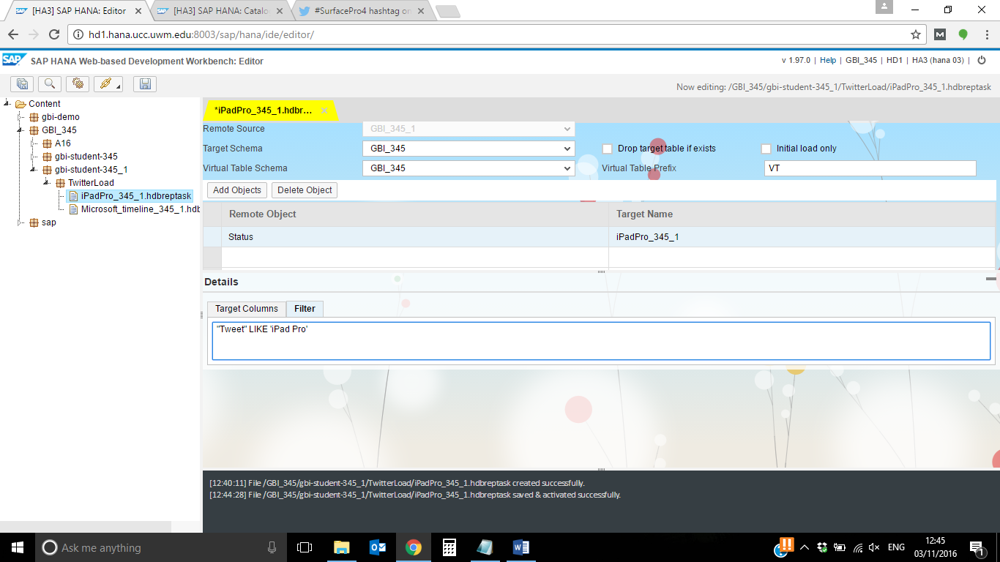 [HA3] SAP HANA: Editor
[HA3] SAP HANA: Catalo
#SurfacePro4 hashtag on
hd1.hana.ucc.uwm.edu:8003/sap/hana/ide/editor/
M
SAP SAP HANA Web-based Development Workbench: Editor
v 1.97.0 | Help | GBI_345 | HD1 | HA3 (hana 03) |
Now editing: /GBI_345/gbi-student-345_1/TwitterLoad/iPadPro_345_1.hdbreptask
Content
gbi-demo
GBI_345
A16
gbi-student-345
gbi-student-345_1
TwitterLoad
iPadPro_345_1.hdbreptask
Microsoft_timeline_345_1.hdb
sap
*iPadPro_345_1.hdbr...
Remote Source GBI_345_1
Target Schema GBI_345 Drop target table if exists Initial load only
Virtual Table Schema GBI_345 Virtual Table Prefix VT
Add Objects Delete Object
Remote Object Target Name
Status iPadPro_345_1
Details
Target Columns Filter
"Tweet" LIKE 'iPad Pro'
[12:40:11] File /GBI_345/gbi-student-345_1/TwitterLoad/iPadPro_345_1.hdbreptask created successfully.
[12:44:28] File /GBI_345/gbi-student-345_1/TwitterLoad/iPadPro_345_1.hdbreptask saved & activated successfully.
Ask me anything
ENG
12:45
03/11/2016
1